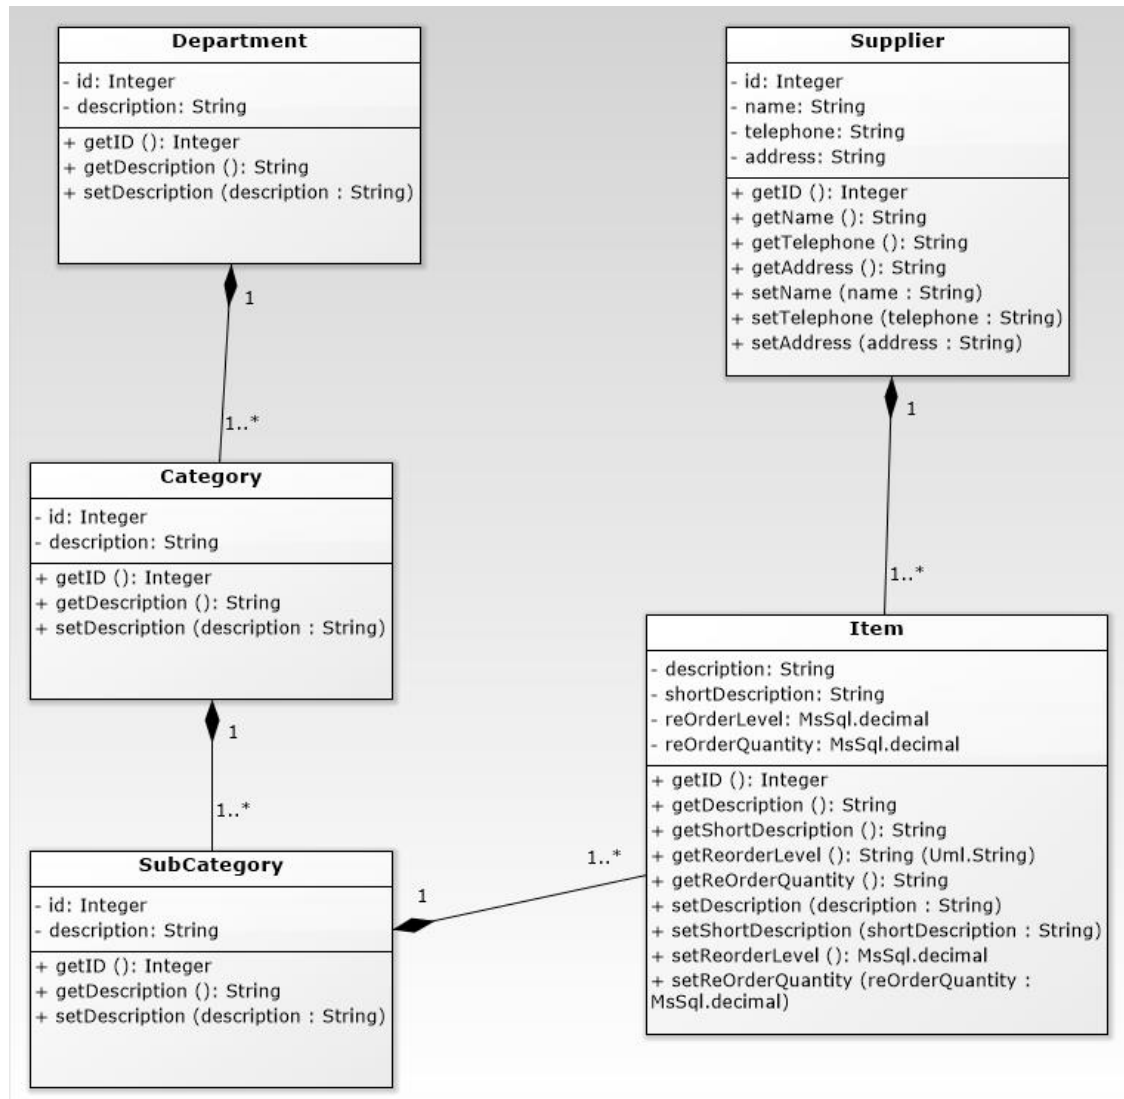 Department
- id: Integer
- description: String
+ getID (): Integer
+ getDescription (): String
+ setDescription (description : String)
1
1..*
Supplier
- id: Integer
- name: String
- telephone: String
- address: String
+ getID (): Integer
+ getName (): String
+ getTelephone (): String
+ getAddress (): String
+ setName (name : String)
+ setTelephone (telephone : String)
+ setAddress (address : String)
1
1..*
Category
- id: Integer
- description: String
+ getID (): Integer
+ getDescription (): String
+ setDescription (description : String)
1
1..*
SubCategory
- id: Integer
- description: String
+ getID (): Integer
+ getDescription (): String
+ setDescription (description : String)
1
1..*
Item
- description: String
- shortDescription: String
- reOrderLevel: MsSql.decimal
- reOrderQuantity: MsSql.decimal
+ getID (): Integer
+ getDescription (): String
+ getShortDescription (): String
+ getReorderLevel (): String (Uml.String)
+ getReOrderQuantity (): String
+ setDescription (description : String)
+ setShortDescription (shortDescription : String)
+ setReorderLevel (): MsSql.decimal
+ setReOrderQuantity (reOrderQuantity :
MsSql.decimal)